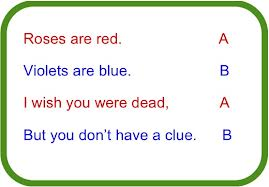 Roses are red. A
Violets are blue. B
I wish you were dead, A
But you don't have a clue. B